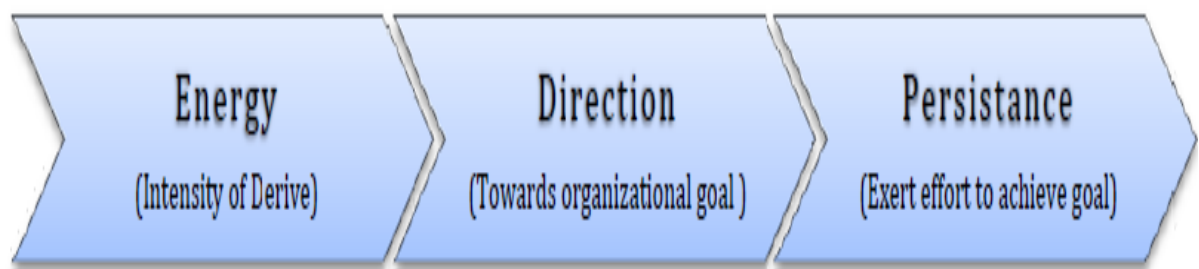 Energy
(Intensity of Derive)
Direction
(Towards organizational goal )
Persistance
(Exert effort to achieve goal)